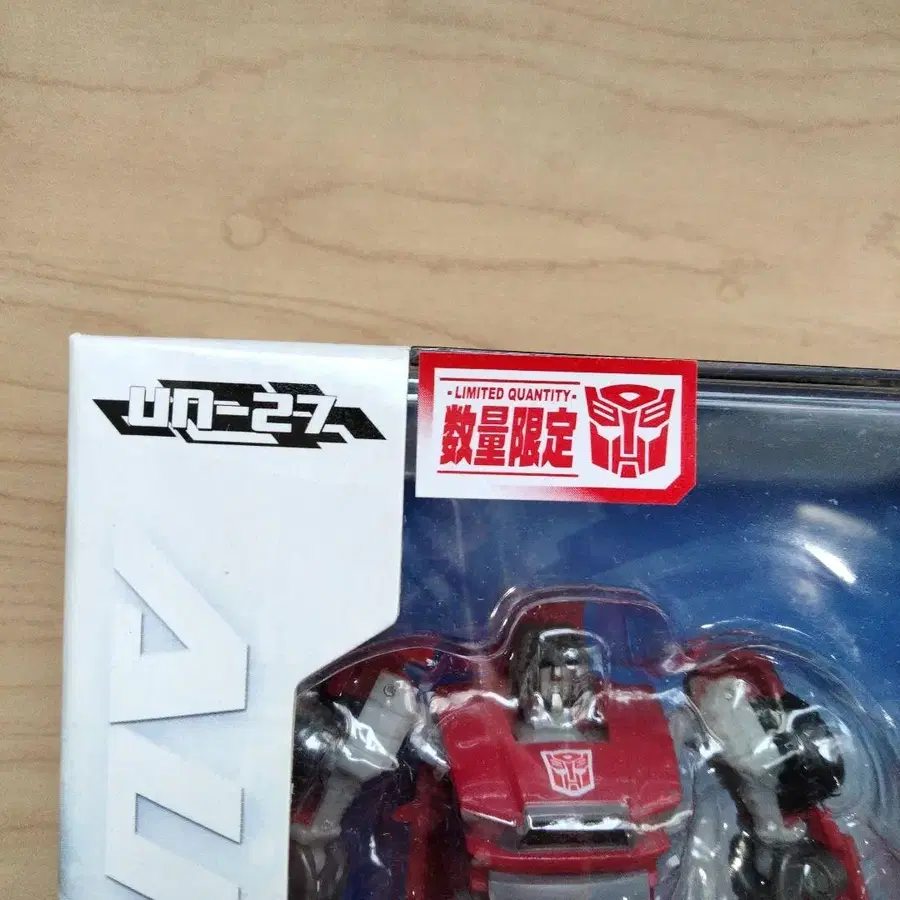 UN-27
- LIMITED QUANTITY -
数量限定